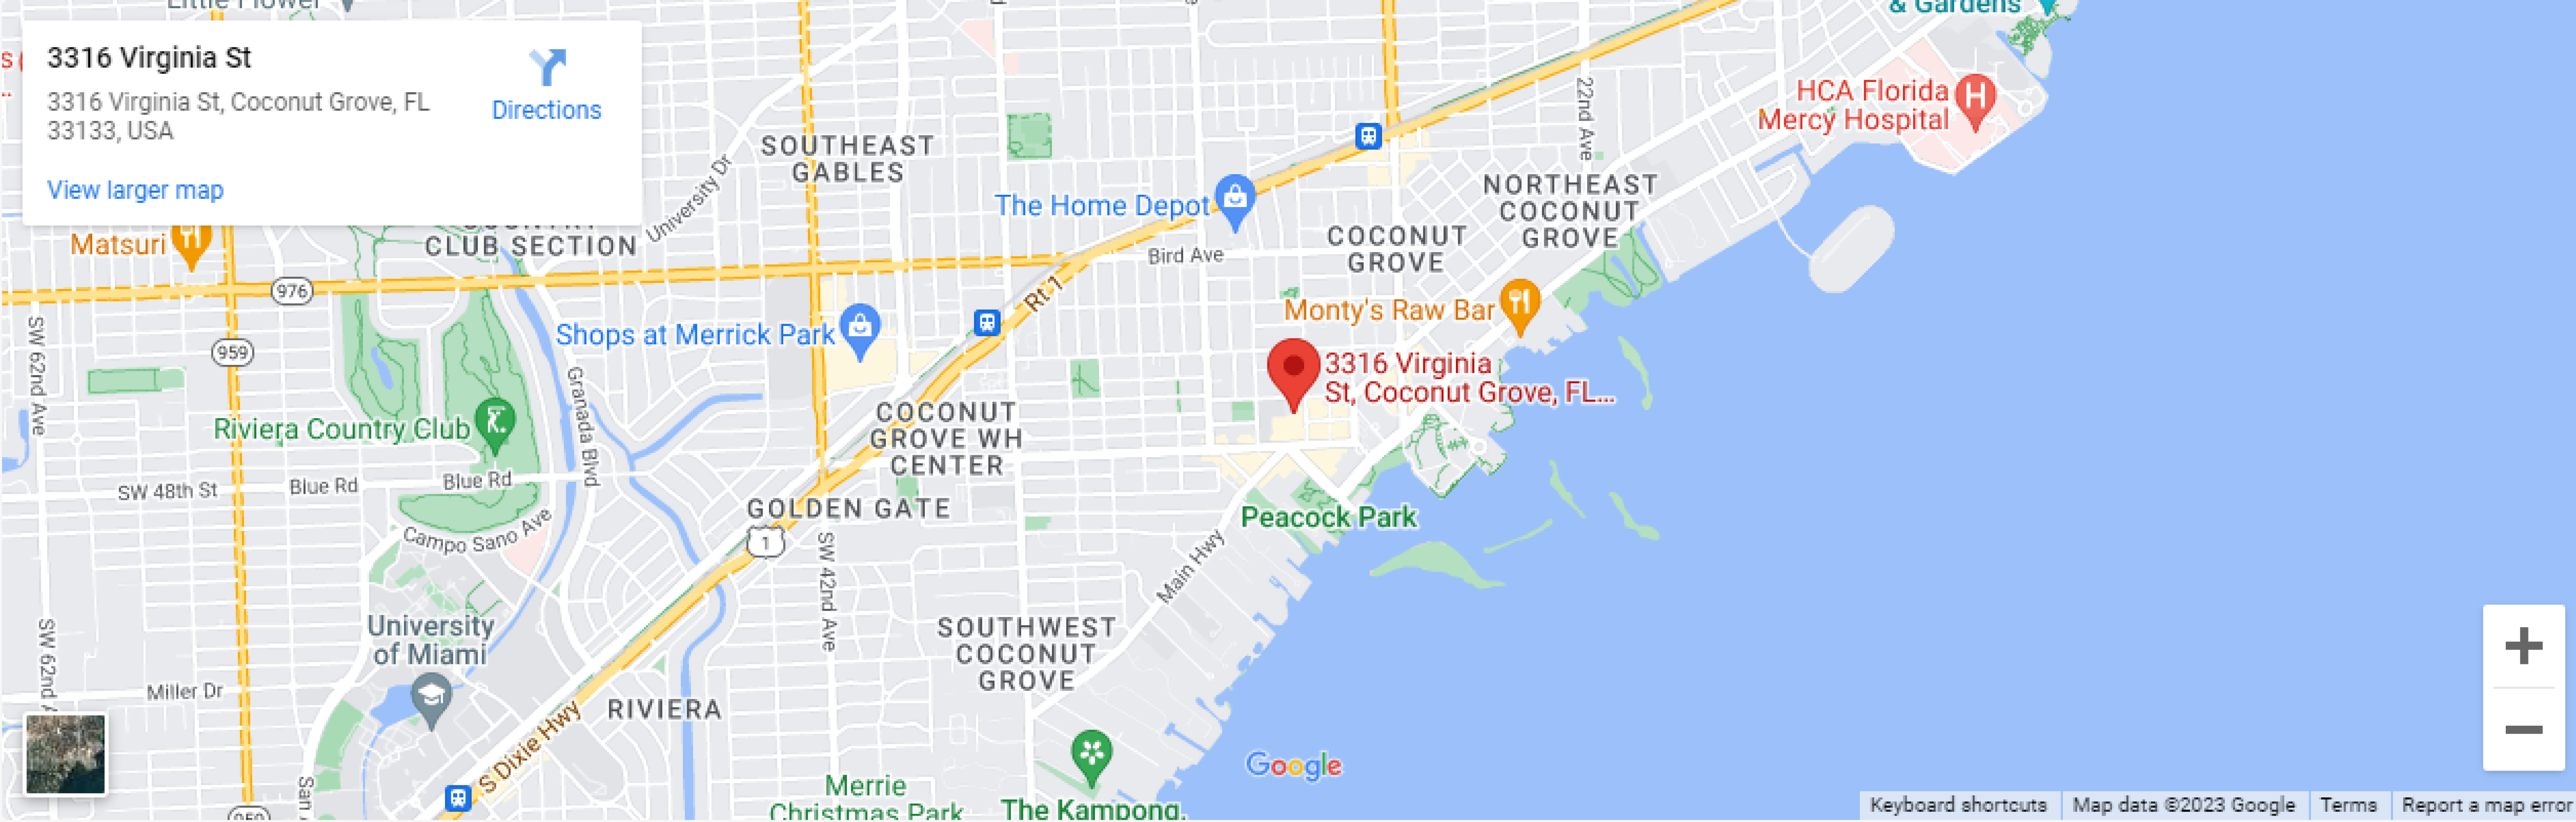 Little Flower
& Gardens
3316 Virginia St
3316 Virginia St, Coconut Grove, FL
33133, USA
Directions
View larger map
HCA Florida
Mercy Hospital
H
22nd Ave
SOUTHEAST
GABLES
University Dr
NORTHEAST
COCONUT
GROVE
The Home Depot
COCONUT
GROVE
Bird Ave
Matsuri
COUNTRY
CLUB SECTION
976
Rt 1
Monty's Raw Bar
Shops at Merrick Park
SW 62nd Ave
959
3316 Virginia
St, Coconut Grove, FL...
Granada Blvd
COCONUT
GROVE WH
CENTER
Riviera Country Club
SW 48th St
Blue Rd
Blue Rd
GOLDEN GATE
Peacock Park
Campo Sano Ave
1
SW 42nd Ave
Main Hwy
University
of Miami
SOUTHWEST
COCONUT
GROVE
SW 62nd A
Miller Dr
RIVIERA
S Dixie Hwy
San
Merrie
Christmas Park
The Kampong,
Google
959
Keyboard shortcuts
Map data ©2023 Google
Terms
Report a map error